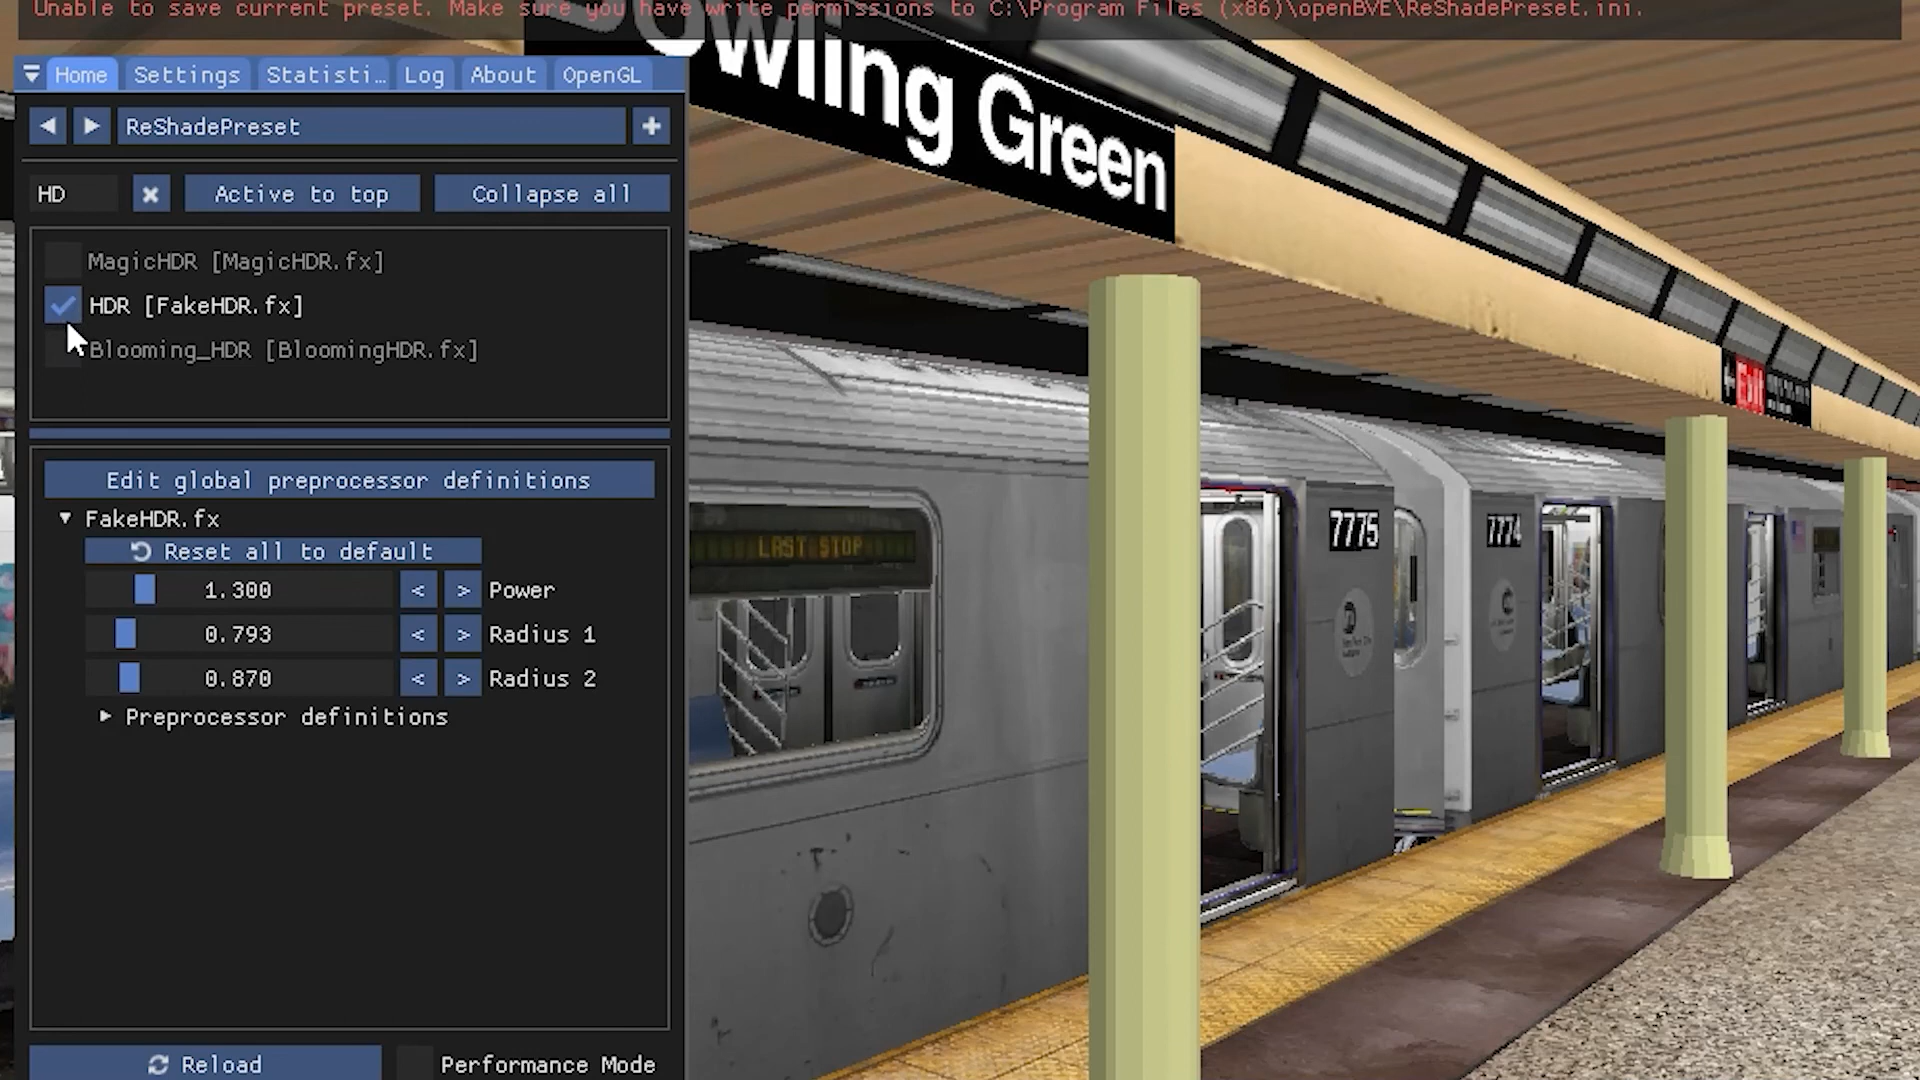 Unable to save current preset. Make sure you have write permissions to C:\Program Files (x86)\openBVE\ReShadePreset.ini.
Home Settings Statisti… Log About OpenGL
ReShadePreset +
HD Active to top Collapse all
MagicHDR [MagicHDR.fx]
HDR [FakeHDR.fx]
Blooming_HDR [BloomingHDR.fx]
Edit global preprocessor definitions
FakeHDR.fx
Reset all to default
1.300 < > Power
0.793 < > Radius 1
0.870 < > Radius 2
Preprocessor definitions
Reload Performance Mode
Bowling Green
Exit
LAST STOP
7775
7774